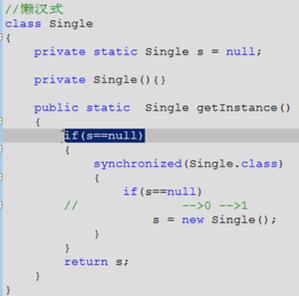 //懒汉式
class Single
{
private static Single s = null;
private Single(){}
public static  Single getInstance()
{
if(s==null)
{
synchronized(Single.class)
{
if(s==null)
//                -->0 -->1
s = new Single();
}
}
return s;
}
}